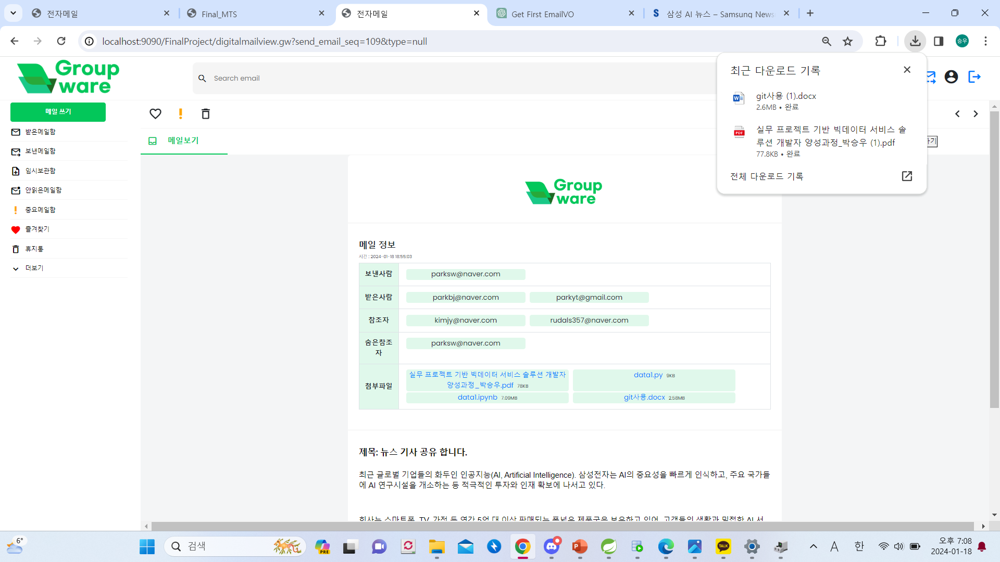 전자메일
Final_MTS
전자메일
Get First EmailVO
삼성 AI 뉴스 – Samsung News
localhost:9090/FinalProject/digitalmailview.gw?send_email_seq=109&type=null
승우
Group
ware
Search email
최근 다운로드 기록
git사용 (1).docx
2.6MB • 완료
실무 프로젝트 기반 빅데이터 서비스 솔
루션 개발자 양성과정_박승우 (1).pdf
77.8KB • 완료
전체 다운로드 기록
메일 쓰기
받은메일함
보낸메일함
임시보관함
안읽은메일함
중요메일함
즐겨찾기
휴지통
더보기
메일보기
Group
ware
메일 정보
시간 : 2024-01-18 18:55:03
보낸사람 parksw@naver.com
받은사람 parkbj@naver.com parkyt@gmail.com
참조자 kimjy@naver.com rudals357@naver.com
숨은참조
자
parksw@naver.com
첨부파일
실무 프로젝트 기반 빅데이터 서비스 솔루션 개발자
양성과정_박승우.pdf 78KB
data1.py 9KB
data1.ipynb 7.09MB
git사용.docx 2.58MB
제목: 뉴스 기사 공유 합니다.
최근 글로벌 기업들의 화두인 인공지능(AI, Artificial Intelligence). 삼성전자는 AI의 중요성을 빠르게 인식하고, 주요 국가들
에 AI 연구시설을 개소하는 등 적극적인 투자와 인재 확보에 나서고 있다.
회사는 스마트폰, TV, 가전 등 연간 5억 대 이상 판매되는 폭넓은 제품군을 보유하고 있어, 고객들의 생활과 밀접한 AI 서
6°
검색
PRE
TALK
A
한
오후 7:08
2024-01-18